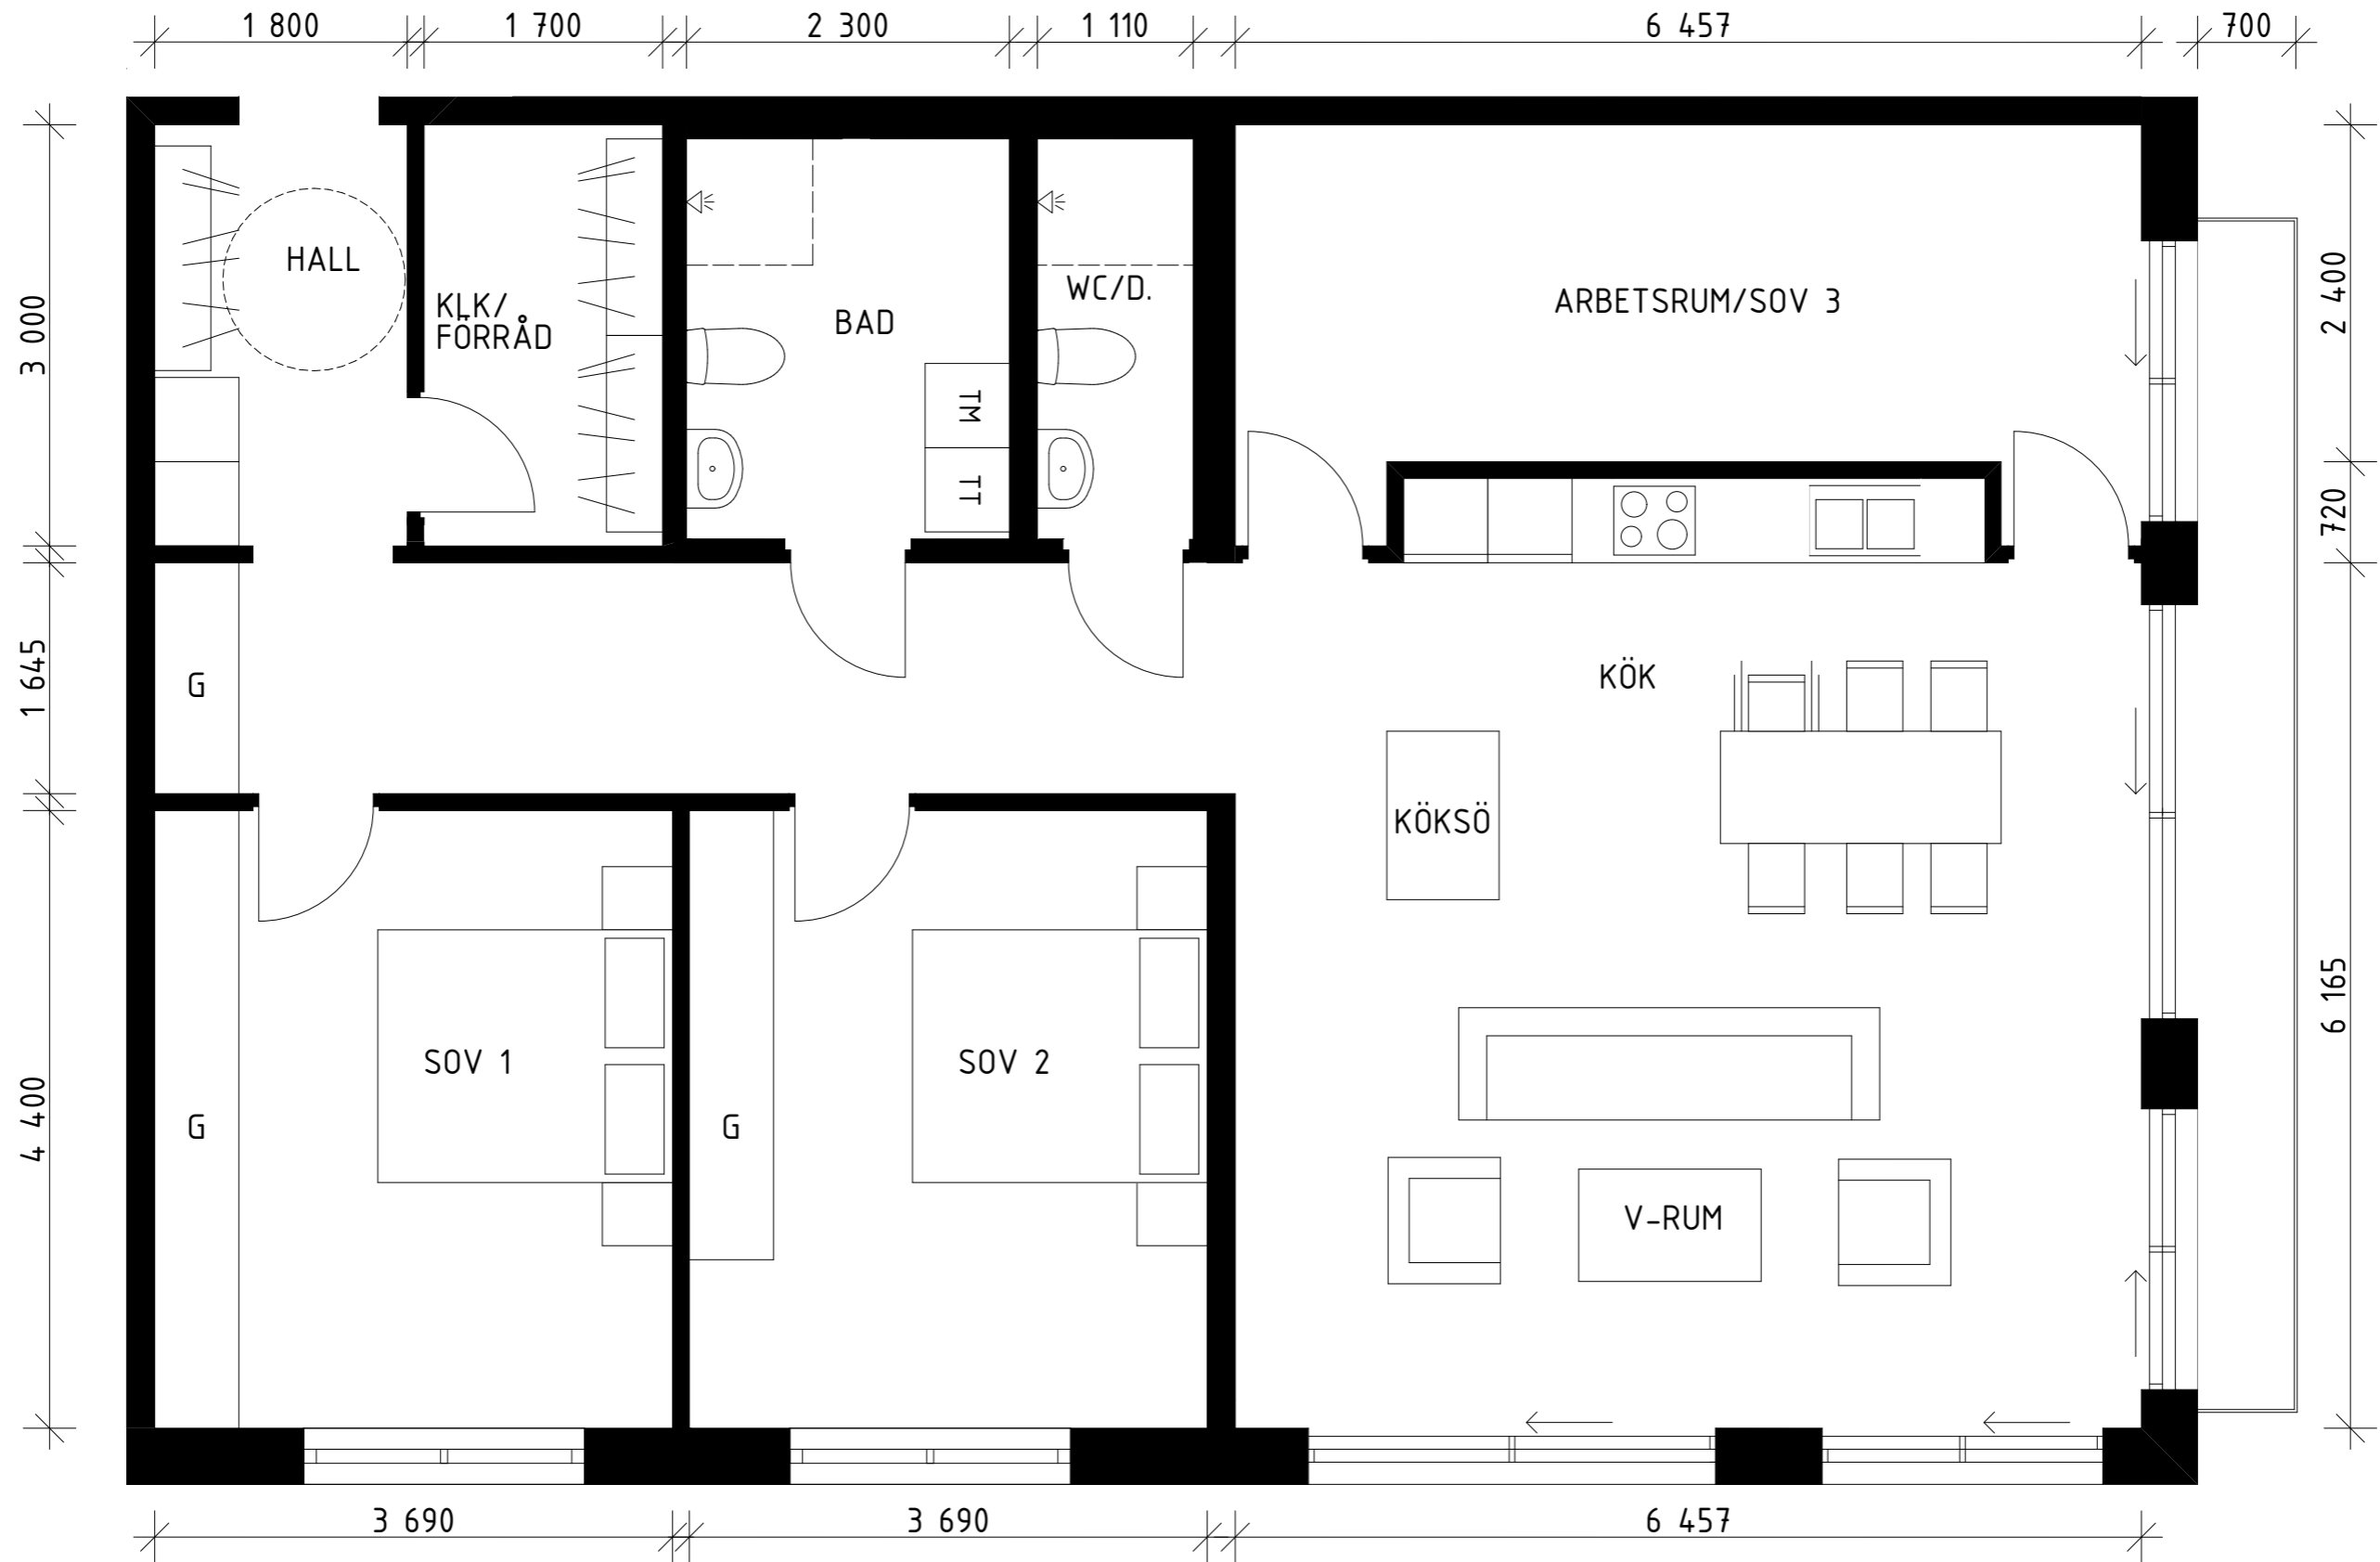 1 800
1 700
2 300
1 110
6 457
700
HALL
KLK/
FÖRRÅD
BAD
WC/D.
ARBETSRUM/SOV 3
TM
TT
3 000
2 400
720
1 645
G
KÖK
KÖKSÖ
6 165
4 400
SOV 1
SOV 2
G
G
V-RUM
3 690
3 690
6 457